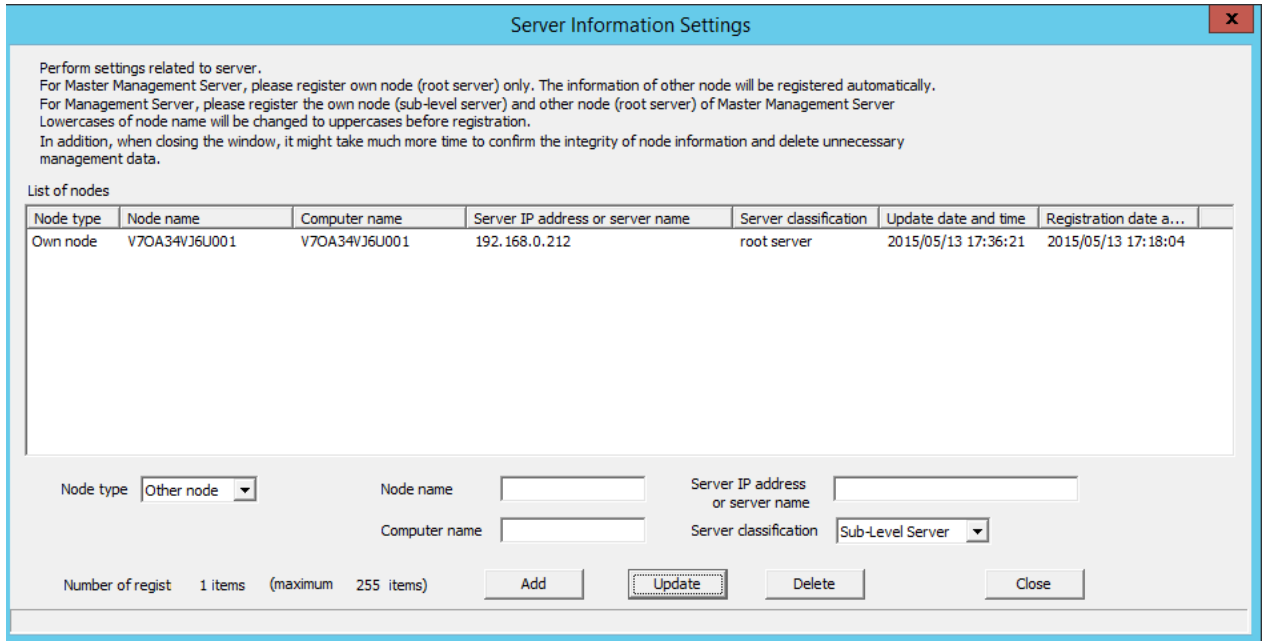 Server Information Settings
x
Perform settings related to server.
For Master Management Server, please register own node (root server) only. The information of other node will be registered automatically.
For Management Server, please register the own node (sub-level server) and other node (root server) of Master Management Server
Lowercases of node name will be changed to uppercases before registration.
In addition, when closing the window, it might take much more time to confirm the integrity of node information and delete unnecessary
management data.
List of nodes
Node type Node name Computer name Server IP address or server name Server classification Update date and time Registration date a...
Own node V7OA34VJ6U001 V7OA34VJ6U001 192.168.0.212 root server 2015/05/13 17:36:21 2015/05/13 17:18:04
Node type Other node Node name Server IP address
or server name
Computer name Server classification Sub-Level Server
Number of regist 1 items (maximum 255 items) Add Update Delete Close